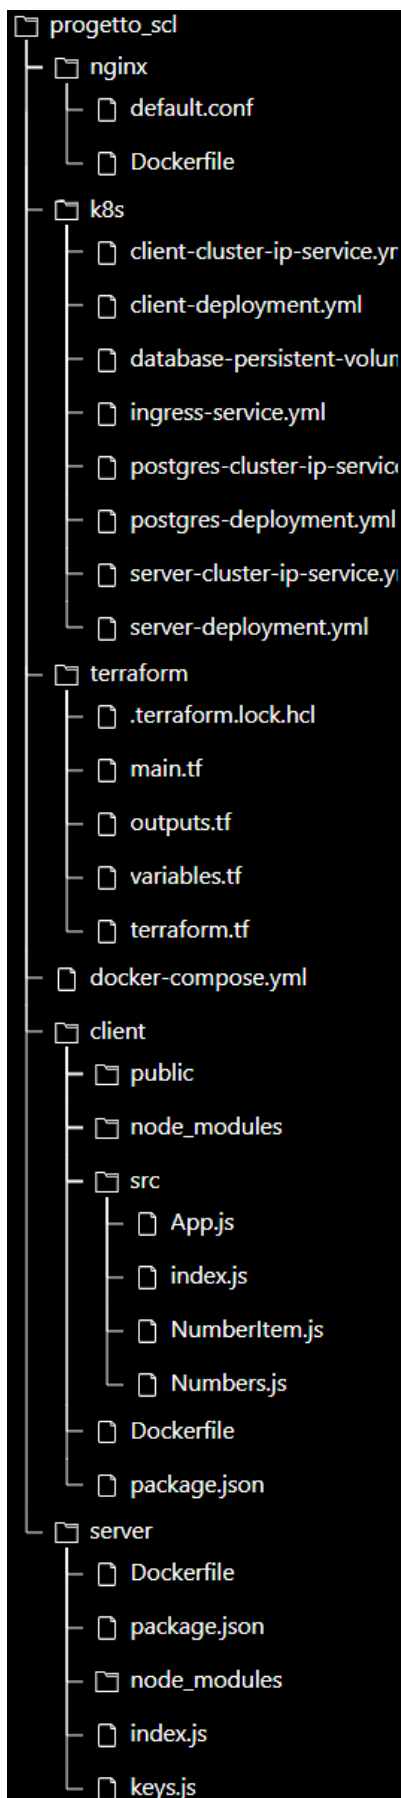 progetto_scl
nginx
default.conf
Dockerfile
k8s
client-cluster-ip-service.yr
client-deployment.yml
database-persistent-volun
ingress-service.yml
postgres-cluster-ip-service
postgres-deployment.yml
server-cluster-ip-service.y
server-deployment.yml
terraform
.terraform.lock.hcl
main.tf
outputs.tf
variables.tf
terraform.tf
docker-compose.yml
client
public
node_modules
src
App.js
index.js
NumberItem.js
Numbers.js
Dockerfile
package.json
server
Dockerfile
package.json
node_modules
index.js
keys.js